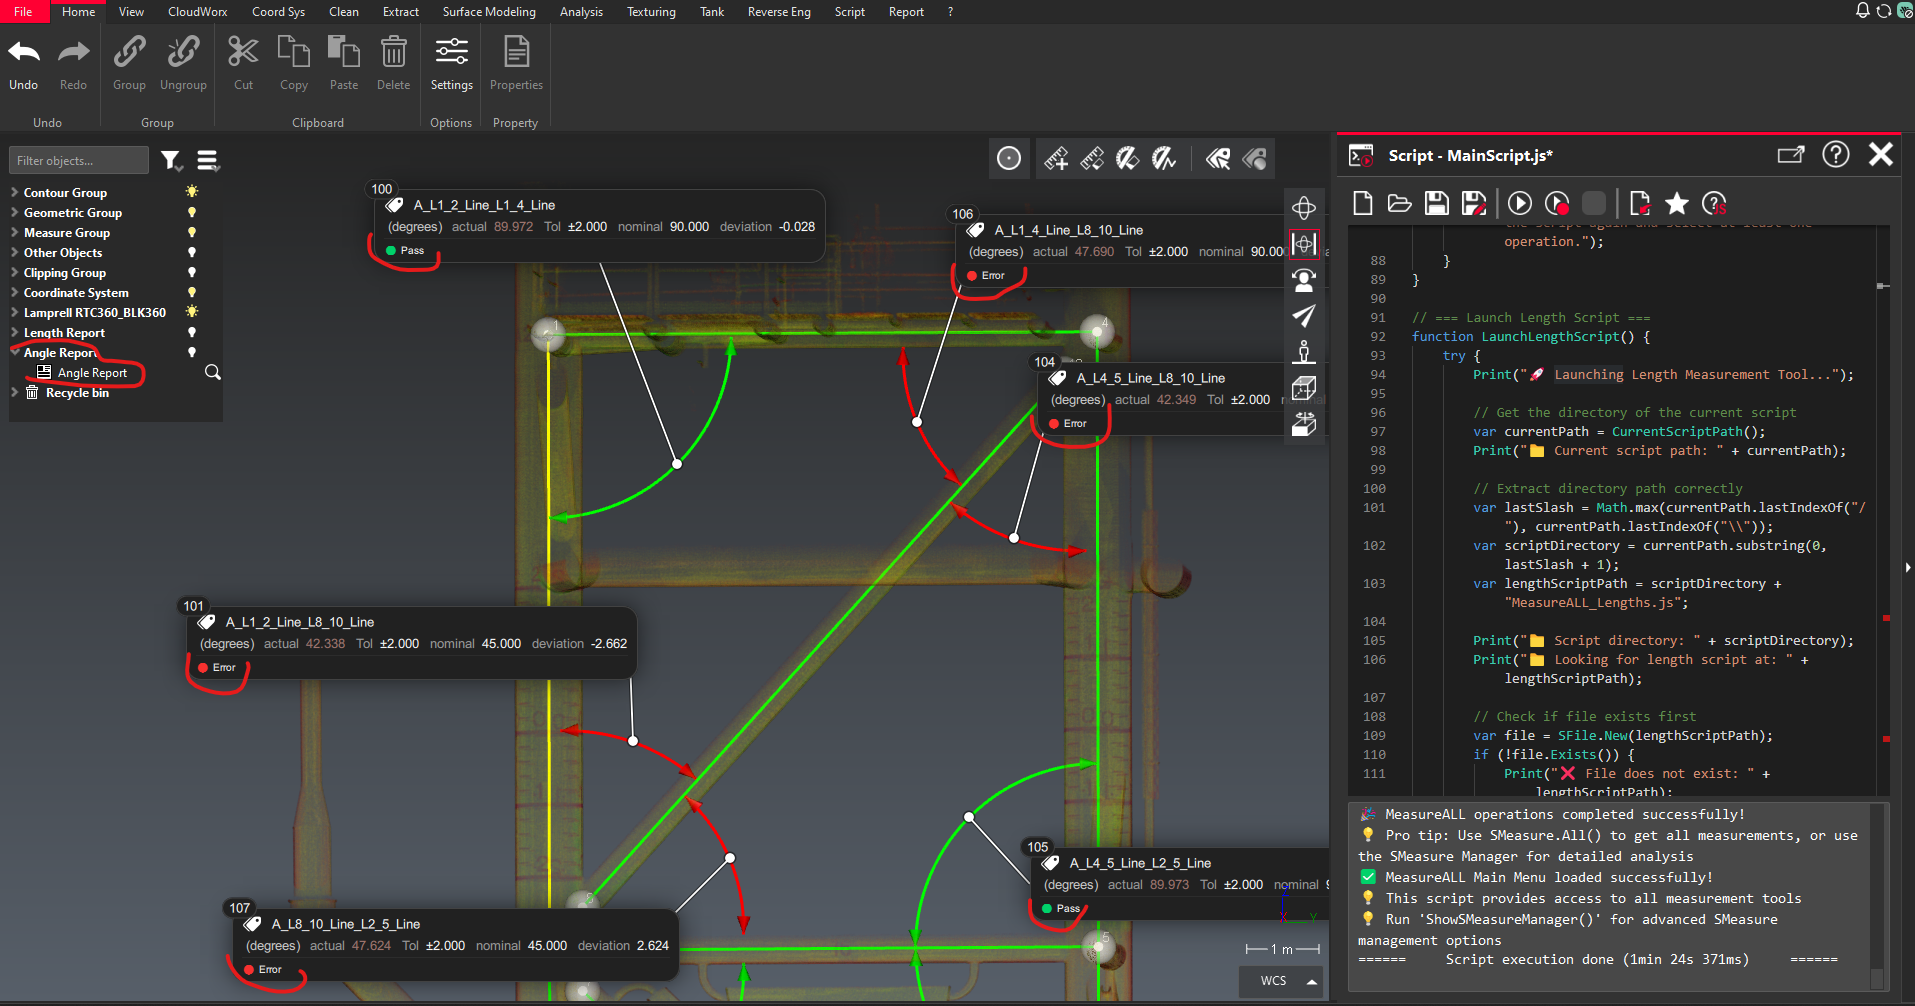 File Home View CloudWorx Coord Sys Clean Extract Surface Modeling Analysis Texturing Tank Reverse Eng Script Report ?
Undo Redo Group Ungroup Cut Copy Paste Delete Settings Properties
Undo Group Clipboard Options Property
Filter objects...
Contour Group
Geometric Group
Measure Group
Other Objects
Clipping Group
Coordinate System
Lamprell RTC360_BLK360
Length Report
Angle Report
Angle Report
Recycle bin
100
A_L1_2_Line_L1_4_Line
(degrees) actual 89.972 Tol ±2.000 nominal 90.000 deviation -0.028
Pass
106
A_L1_4_Line_L8_10_Line
(degrees) actual 47.690 Tol ±2.000 nominal 90.000
Error
1
4
104
A_L4_5_Line_L8_10_Line
(degrees) actual 42.349 Tol ±2.000
Error
101
A_L1_2_Line_L8_10_Line
(degrees) actual 42.338 Tol ±2.000 nominal 45.000 deviation -2.662
Error
105
A_L4_5_Line_L2_5_Line
(degrees) actual 89.973 Tol ±2.000 nominal 9
Pass
107
A_L8_10_Line_L2_5_Line
(degrees) actual 47.624 Tol ±2.000 nominal 45.000 deviation 2.624
Error
5
X Y
1 m
WCS
Script - MainScript.js*
JS
the script again and select at least one
operation.");
88 }
89 }
90
91 // === Launch Length Script ===
92 function LaunchLengthScript() {
93 try {
94 Print("🚀 Launching Length Measurement Tool...");
95
96 // Get the directory of the current script
97 var currentPath = CurrentScriptPath();
98 Print("📁 Current script path: " + currentPath);
99
100 // Extract directory path correctly
101 var lastSlash = Math.max(currentPath.lastIndexOf("/
"), currentPath.lastIndexOf("\\"));
102 var scriptDirectory = currentPath.substring(0,
lastSlash + 1);
103 var lengthScriptPath = scriptDirectory +
"MeasureALL_Lengths.js";
104
105 Print("📁 Script directory: " + scriptDirectory);
106 Print("📁 Looking for length script at: " +
lengthScriptPath);
107
108 // Check if file exists first
109 var file = SFile.New(lengthScriptPath);
110 if (!file.Exists()) {
111 Print("❌ File does not exist: " +
lengthScriptPath);
🎉 MeasureALL operations completed successfully!
💡 Pro tip: Use SMeasure.All() to get all measurements, or use
the SMeasure Manager for detailed analysis
✅ MeasureALL Main Menu loaded successfully!
💡 This script provides access to all measurement tools
💡 Run 'ShowSMeasureManager()' for advanced SMeasure
management options
====== Script execution done (1min 24s 371ms) ======